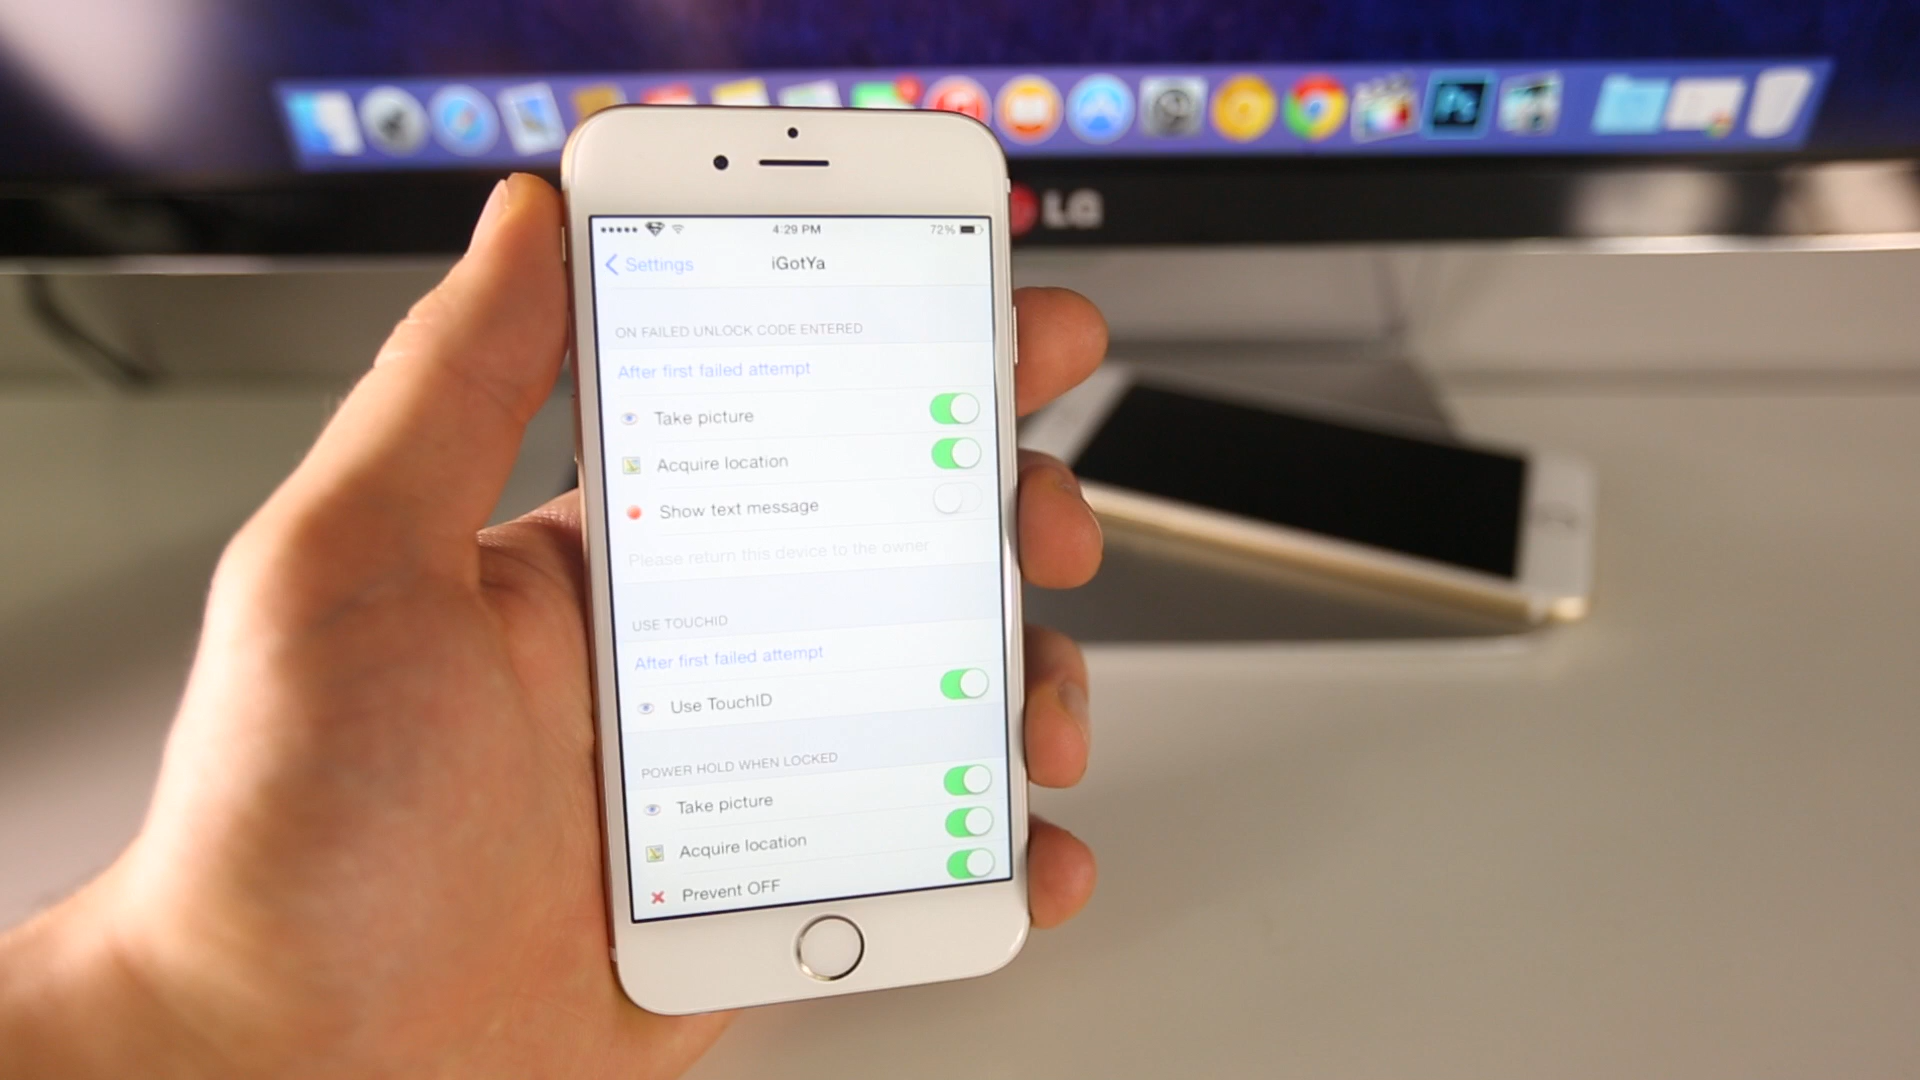 4:29 PM
72%
Settings
iGotYa
ON FAILED UNLOCK CODE ENTERED
After first failed attempt
Take picture
Acquire location
Show text message
Please return this device to the owner
USE TOUCHID
After first failed attempt
Use TouchID
POWER HOLD WHEN LOCKED
Take picture
Acquire location
Prevent OFF
LG
Ps